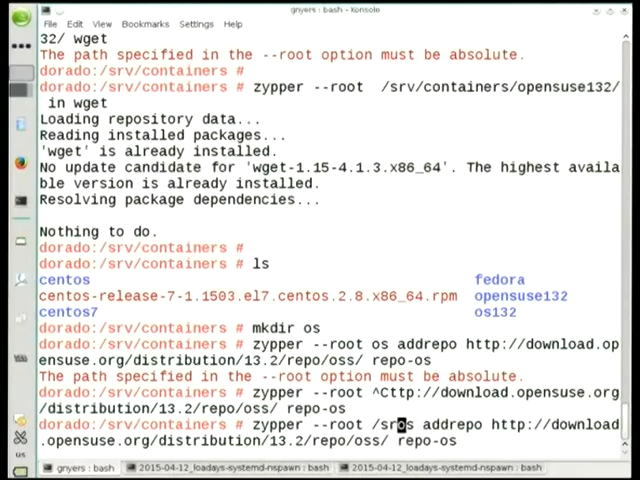 gnyers : bash - Konsole
File Edit View Bookmarks Settings Help
32/ wget
The path specified in the --root option must be absolute.
dorado:/srv/containers #
dorado:/srv/containers # zypper --root  /srv/containers/opensuse132/
 in wget
Loading repository data...
Reading installed packages...
'wget' is already installed.
No update candidate for 'wget-1.15-4.1.3.x86_64'. The highest availa
ble version is already installed.
Resolving package dependencies...
Nothing to do.
dorado:/srv/containers #
dorado:/srv/containers # ls
centos fedora
centos-release-7-1.1503.el7.centos.2.8.x86_64.rpm opensuse132
centos7 os132
dorado:/srv/containers # mkdir os
dorado:/srv/containers # zypper --root os addrepo http://download.op
ensuse.org/distribution/13.2/repo/oss/ repo-os
The path specified in the --root option must be absolute.
dorado:/srv/containers # zypper --root ^Cttp://download.opensuse.org
/distribution/13.2/repo/oss/ repo-os
dorado:/srv/containers # zypper --root /sros addrepo http://download
.opensuse.org/distribution/13.2/repo/oss/ repo-os
us
gnyers : bash
2015-04-12_loadays-systemd-nspawn : bash
2015-04-12_loadays-systemd-nspawn : bash